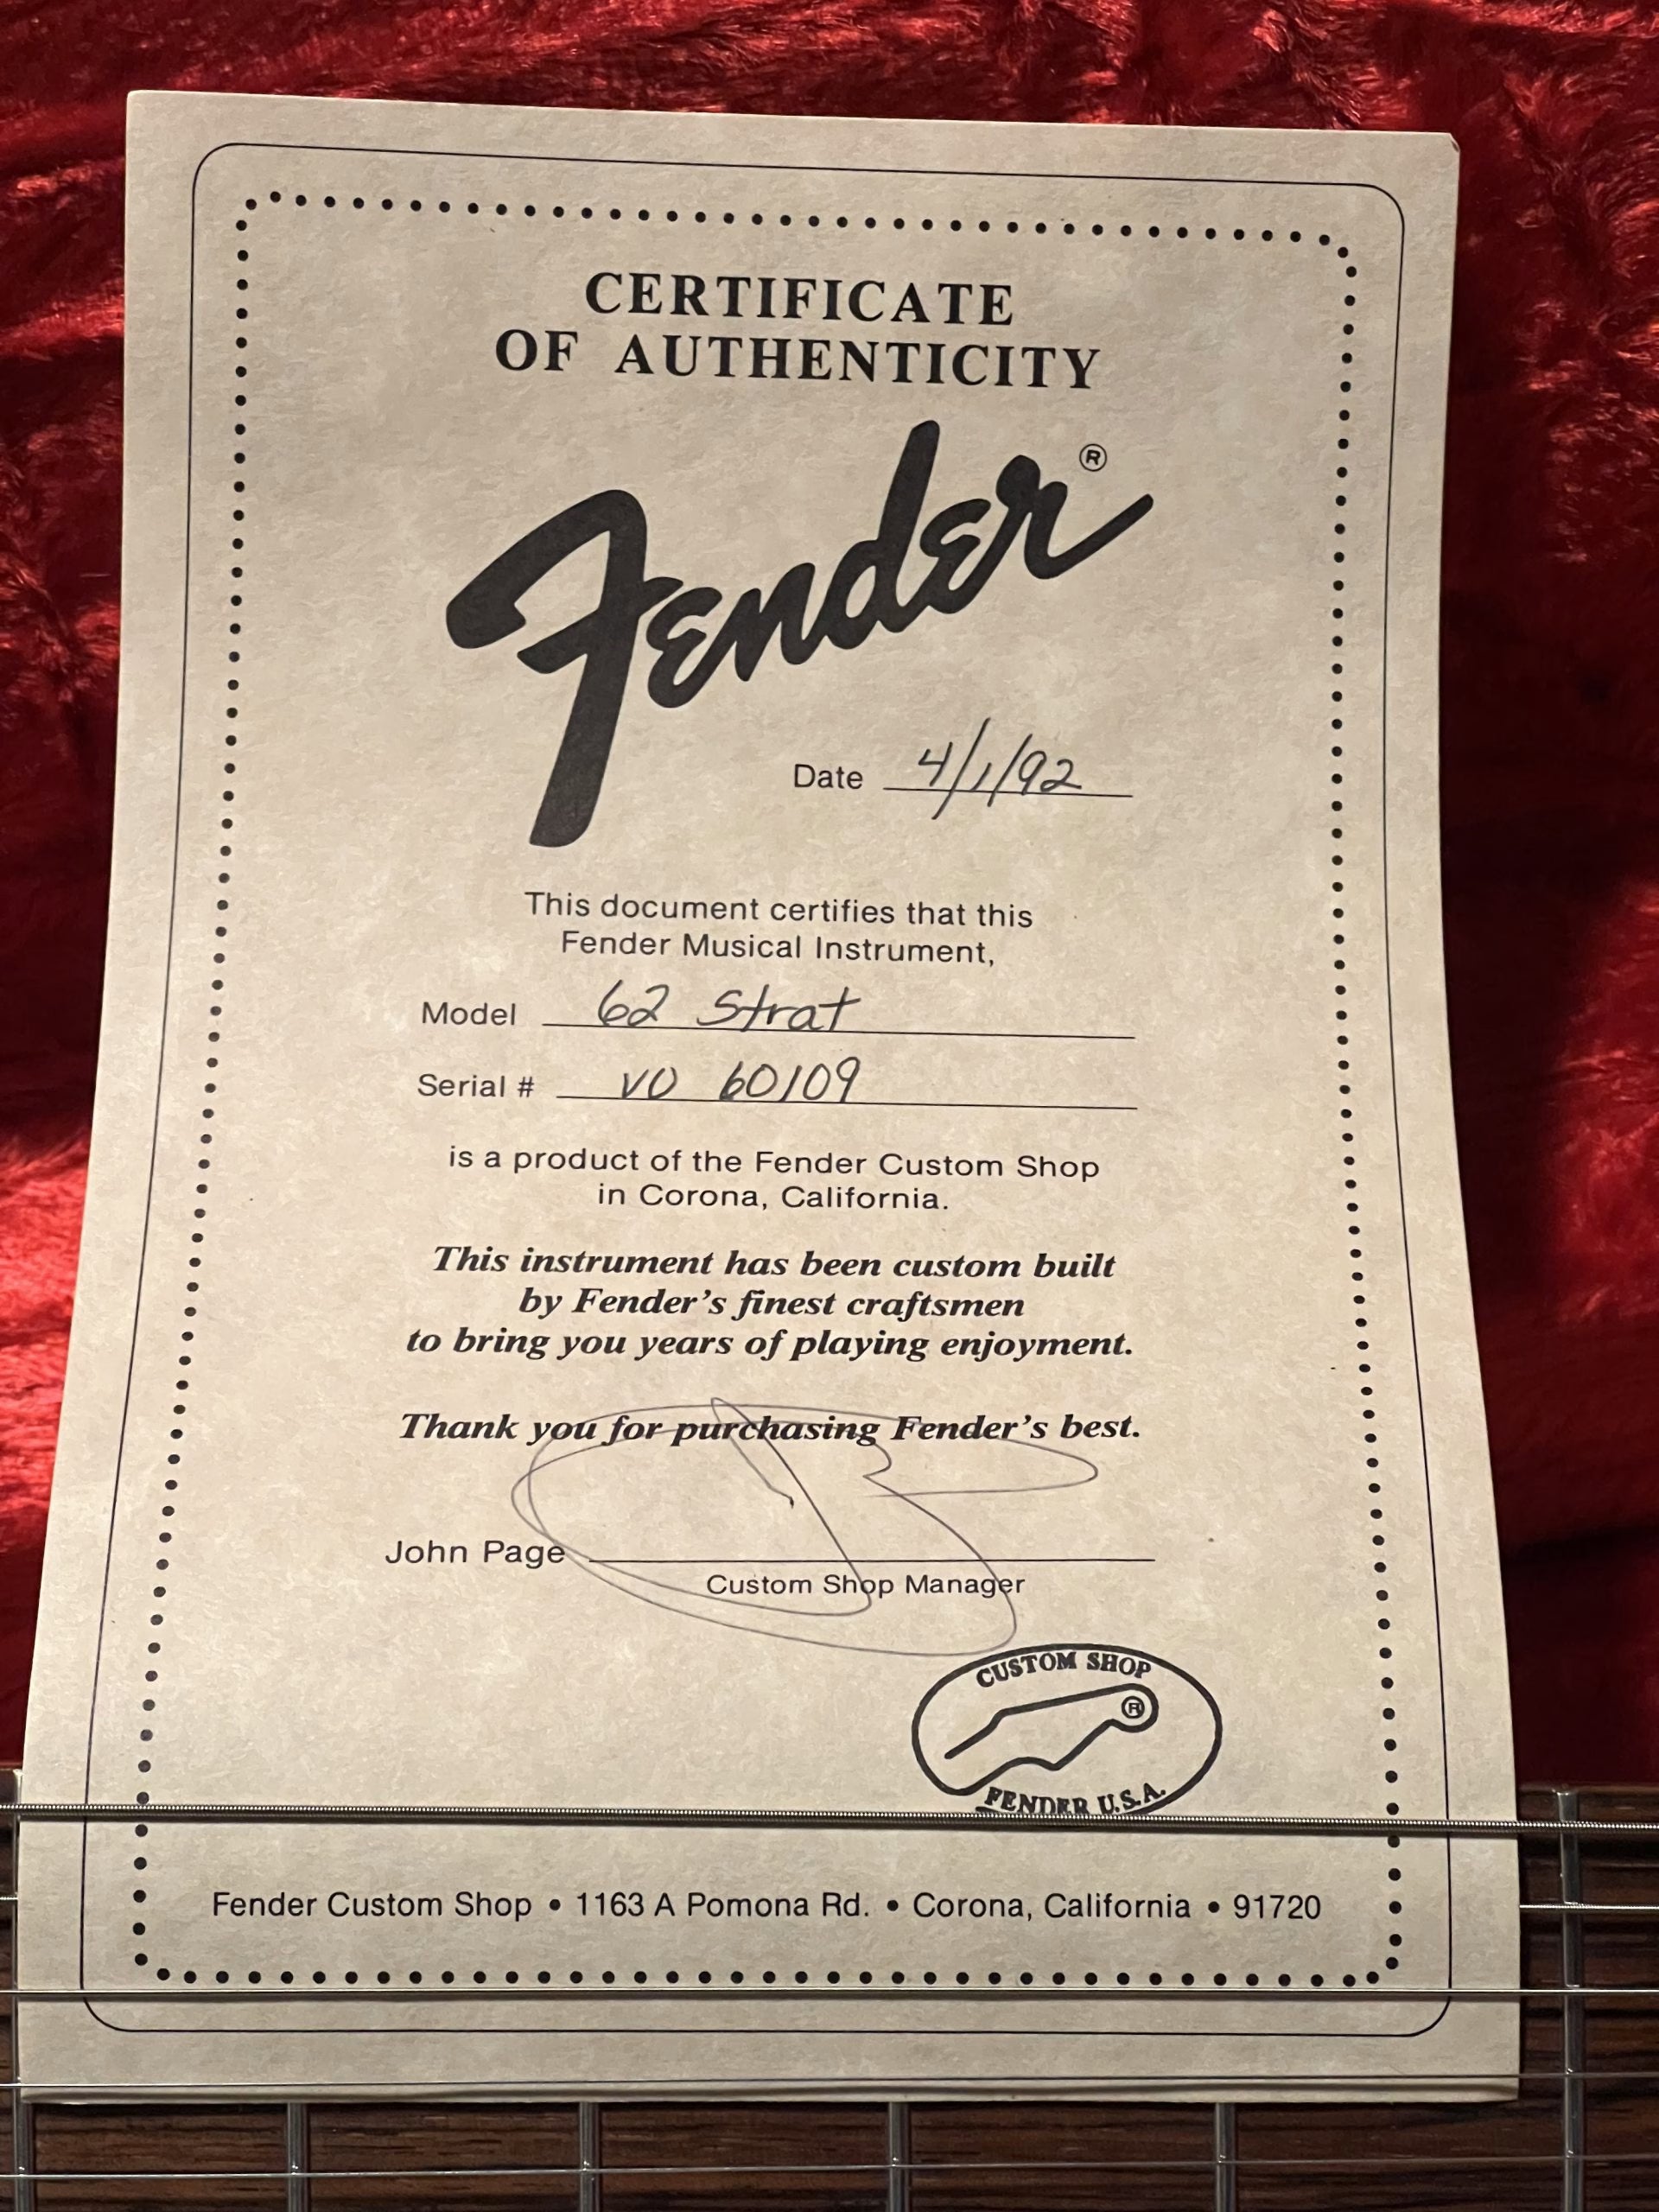 CERTIFICATE
OF AUTHENTICITY
Fender®
Date 4/1/92
This document certifies that this
Fender Musical Instrument,
Model 62 Strat
Serial # VO 60109
is a product of the Fender Custom Shop
in Corona, California.
This instrument has been custom built
by Fender's finest craftsmen
to bring you years of playing enjoyment.
Thank you for purchasing Fender's best.
John Page
Custom Shop Manager
CUSTOM SHOP
®
FENDER U.S.A.
Fender Custom Shop • 1163 A Pomona Rd. • Corona, California • 91720